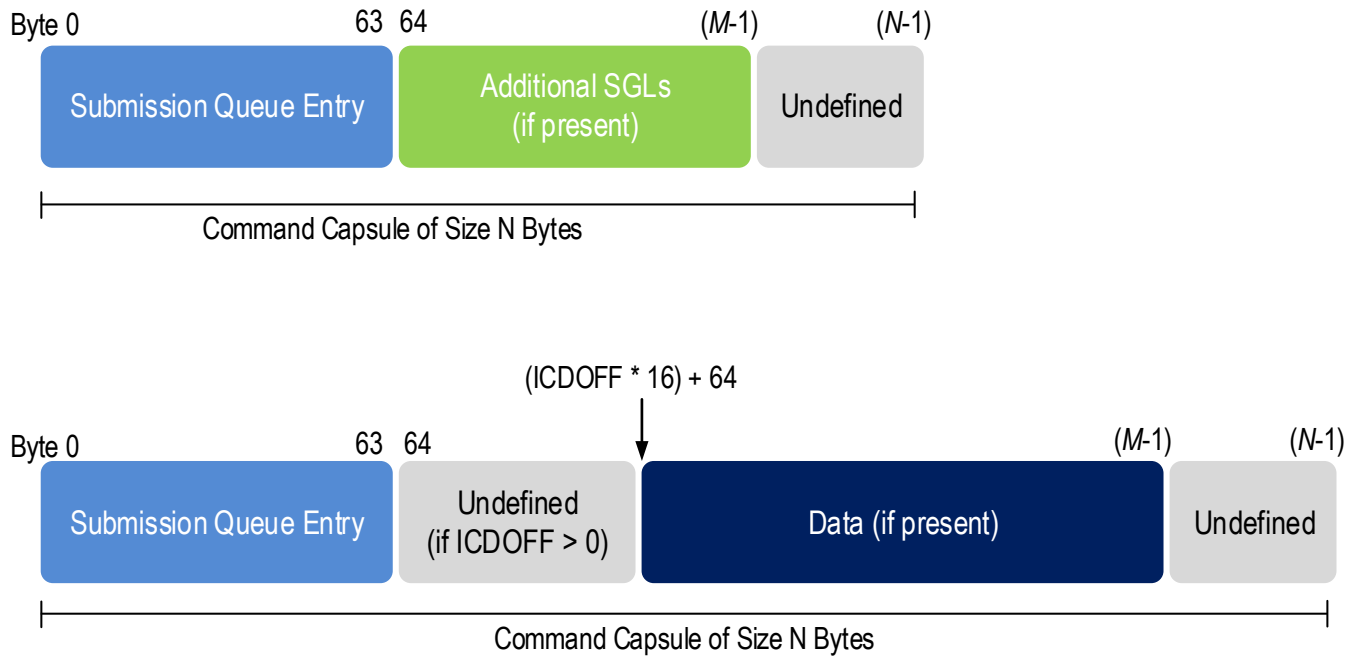 Byte 0 63 64 (M-1) (N-1)
Submission Queue Entry
Additional SGLs
(if present)
Undefined
Command Capsule of Size N Bytes
(ICDOFF * 16) + 64
Byte 0 63 64 (M-1) (N-1)
Submission Queue Entry
Undefined
(if ICDOFF > 0)
Data (if present)
Undefined
Command Capsule of Size N Bytes